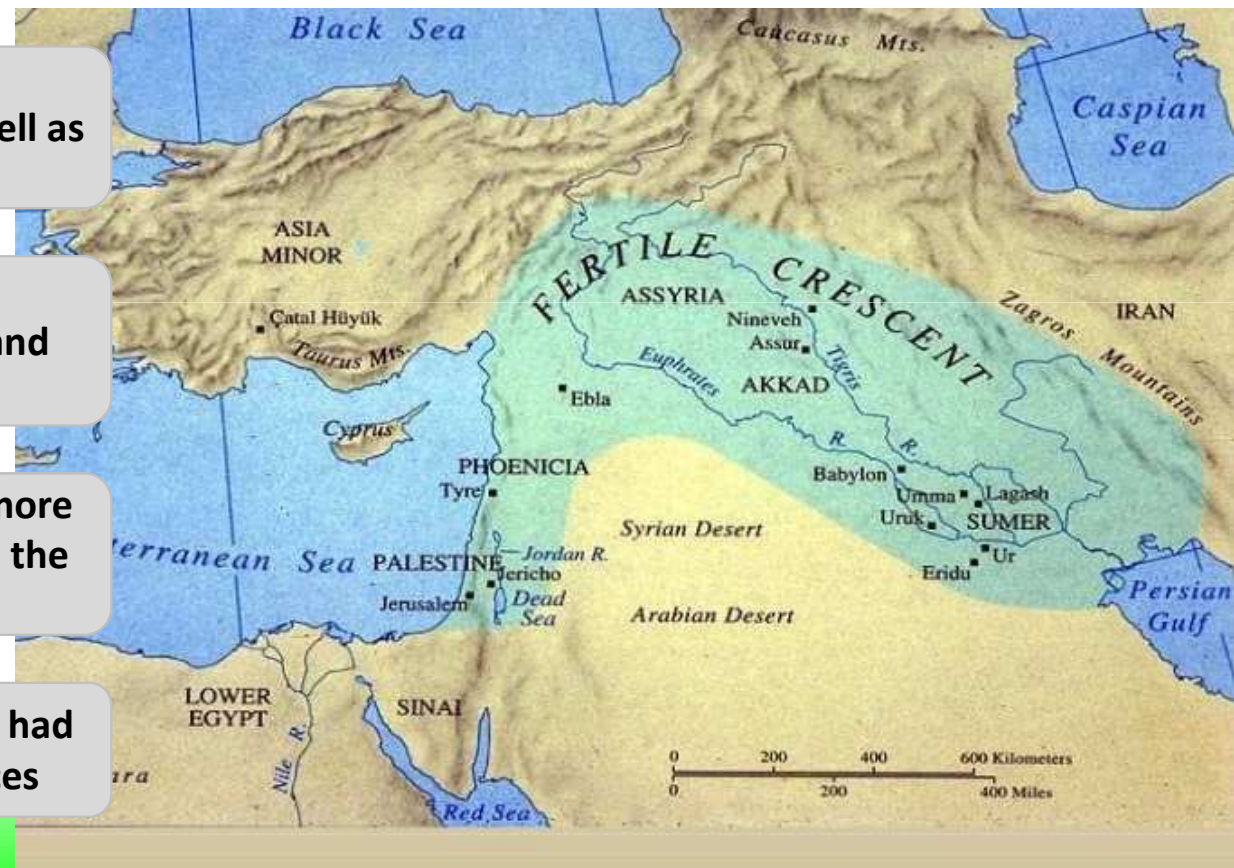 ell as
and
more
the
had
es
Black Sea
Caucasus Mts.
Caspian
Sea
ASIA
MINOR
FERTILE CRESCENT
ASSYRIA
Zagros Mountains
IRAN
Çatal Hüyük
Nineveh
Taurus Mts.
Assur
Tigris R.
Euphrates R.
AKKAD
Ebla
Cyprus
PHOENICIA
Babylon
Tyre
Umma
Lagash
Uruk
SUMER
Syrian Desert
terranean Sea
PALESTINE
Jordan R.
Ur
Jericho
Eridu
Jerusalem
Dead
Sea
Arabian Desert
Persian
Gulf
LOWER
EGYPT
SINAI
Nile R.
ara
0 200 400 600 Kilometers
0 200 400 Miles
Red Sea